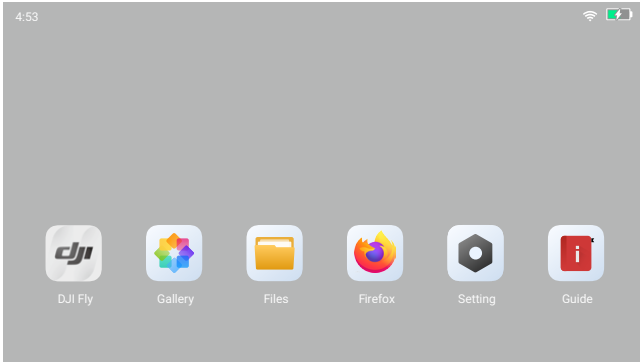 4:53
dji
DJI Fly
Gallery
Files
Firefox
Setting
i
Guide